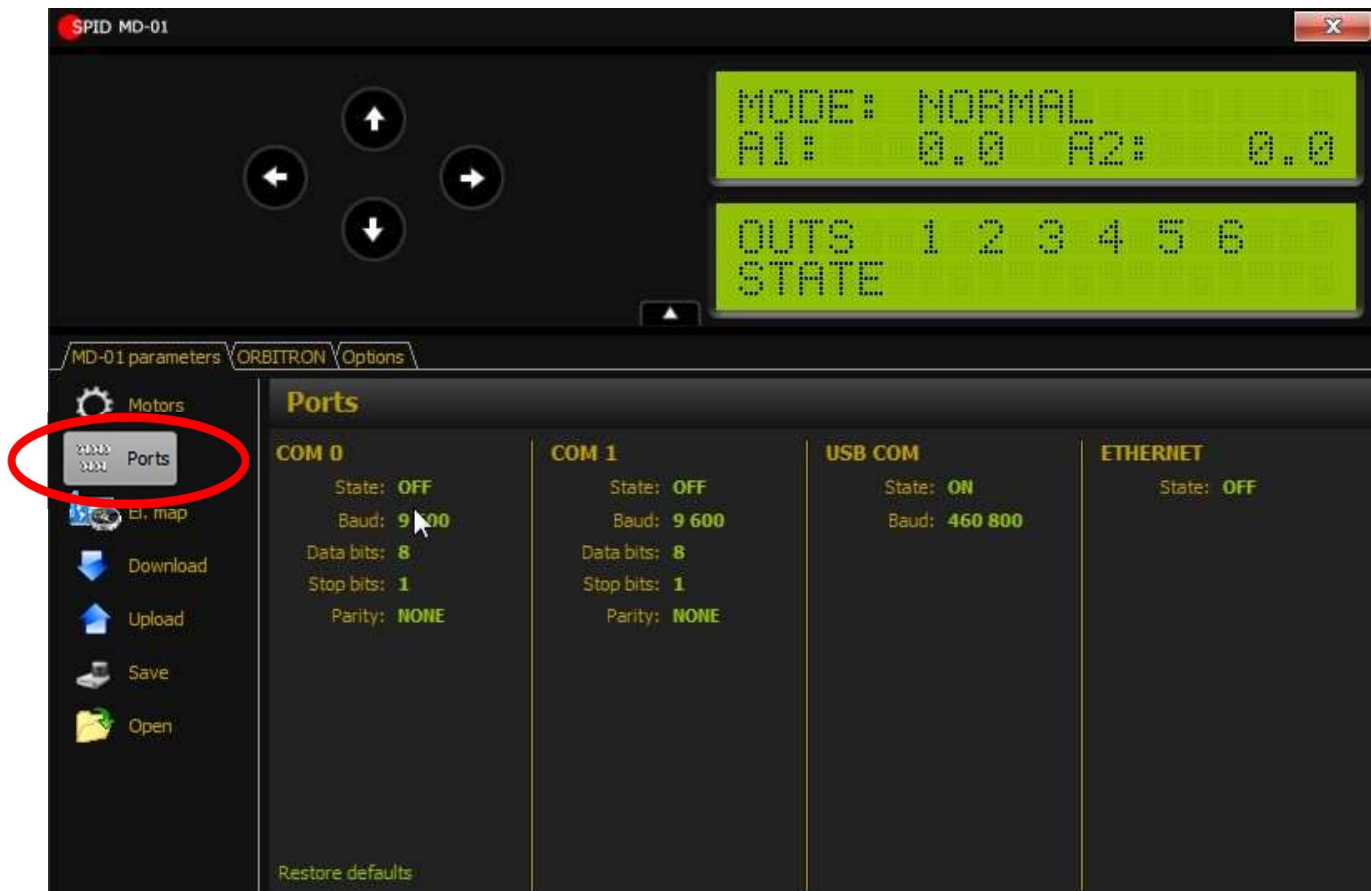 SPID MD-01
X
MODE: NORMAL
A1: 0.0 A2: 0.0
OUTS 1 2 3 4 5 6
STATE
MD-01 parameters ORBITRON Options
Motors
Ports
El. map
Download
Upload
Save
Open
Ports
COM 0
State: OFF
Baud: 9 600
Data bits: 8
Stop bits: 1
Parity: NONE
Restore defaults
COM 1
State: OFF
Baud: 9 600
Data bits: 8
Stop bits: 1
Parity: NONE
USB COM
State: ON
Baud: 460 800
ETHERNET
State: OFF